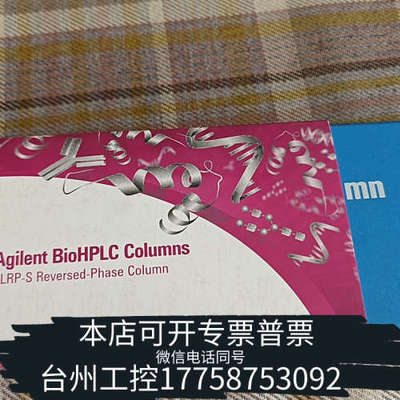 mn
Agilent BioHPLC Columns
LRP-S Reversed-Phase Column
本店可开专票普票
微信电话同号
台州工控17758753092